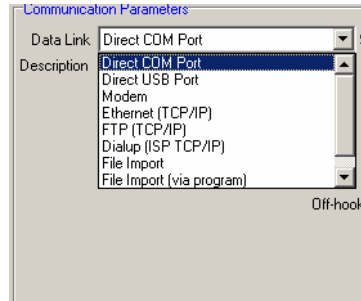 Communication Parameters
Data Link Direct COM Port
Description Direct COM Port
Direct USB Port
Modem
Ethernet (TCP/IP)
FTP (TCP/IP)
Dialup (ISP TCP/IP)
File Import
File Import (via program)
Off-hook